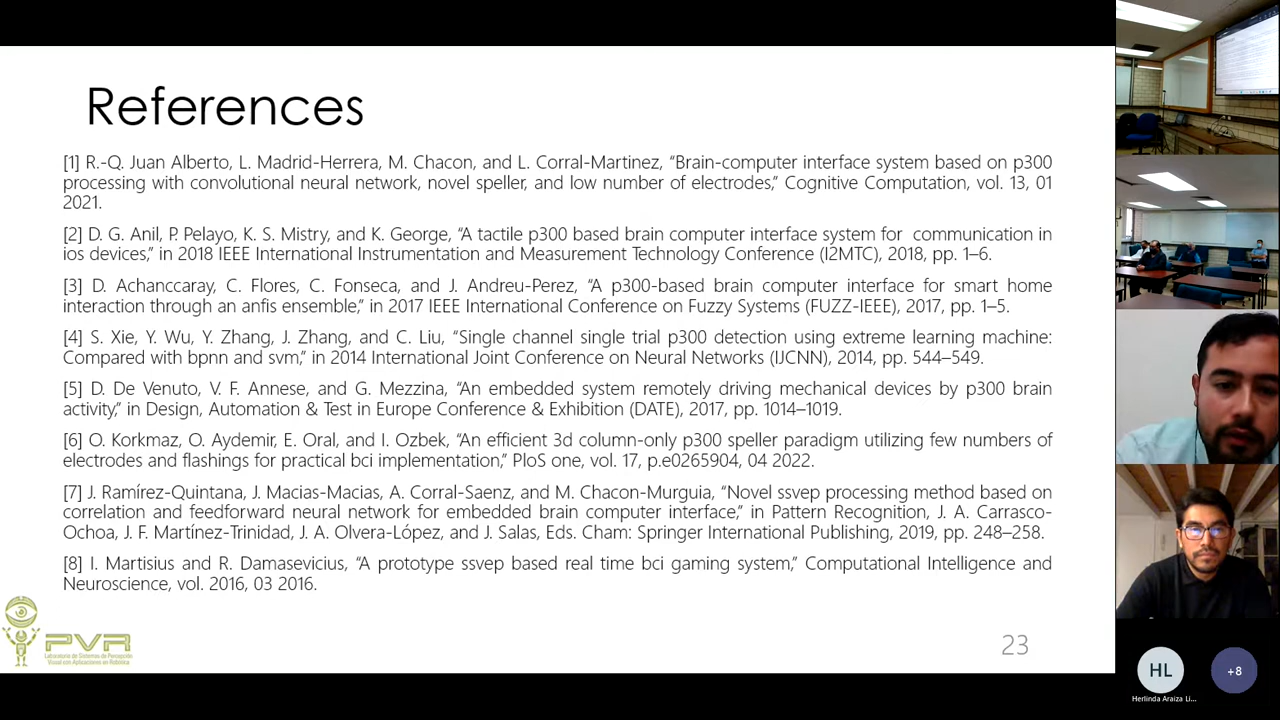 References
[1] R.-Q. Juan Alberto, L. Madrid-Herrera, M. Chacon, and L. Corral-Martinez, “Brain-computer interface system based on p300
processing with convolutional neural network, novel speller, and low number of electrodes,” Cognitive Computation, vol. 13, 01
2021.
[2] D. G. Anil, P. Pelayo, K. S. Mistry, and K. George, “A tactile p300 based brain computer interface system for communication in
ios devices,” in 2018 IEEE International Instrumentation and Measurement Technology Conference (I2MTC), 2018, pp. 1–6.
[3] D. Achanccaray, C. Flores, C. Fonseca, and J. Andreu-Perez, “A p300-based brain computer interface for smart home
interaction through an anfis ensemble,” in 2017 IEEE International Conference on Fuzzy Systems (FUZZ-IEEE), 2017, pp. 1–5.
[4] S. Xie, Y. Wu, Y. Zhang, J. Zhang, and C. Liu, “Single channel single trial p300 detection using extreme learning machine:
Compared with bpnn and svm,” in 2014 International Joint Conference on Neural Networks (IJCNN), 2014, pp. 544–549.
[5] D. De Venuto, V. F. Annese, and G. Mezzina, “An embedded system remotely driving mechanical devices by p300 brain
activity,” in Design, Automation & Test in Europe Conference & Exhibition (DATE), 2017, pp. 1014–1019.
[6] O. Korkmaz, O. Aydemir, E. Oral, and I. Ozbek, “An efficient 3d column-only p300 speller paradigm utilizing few numbers of
electrodes and flashings for practical bci implementation,” PloS one, vol. 17, p.e0265904, 04 2022.
[7] J. Ramírez-Quintana, J. Macias-Macias, A. Corral-Saenz, and M. Chacon-Murguia, “Novel ssvep processing method based on
correlation and feedforward neural network for embedded brain computer interface,” in Pattern Recognition, J. A. Carrasco-
Ochoa, J. F. Martínez-Trinidad, J. A. Olvera-López, and J. Salas, Eds. Cham: Springer International Publishing, 2019, pp. 248–258.
[8] I. Martisius and R. Damasevicius, “A prototype ssvep based real time bci gaming system,” Computational Intelligence and
Neuroscience, vol. 2016, 03 2016.
PVR
Laboratorio de Sistemas de Percepción
Visual con Aplicaciones en Robótica
23
HL
+8
Herlinda Araiza Li...